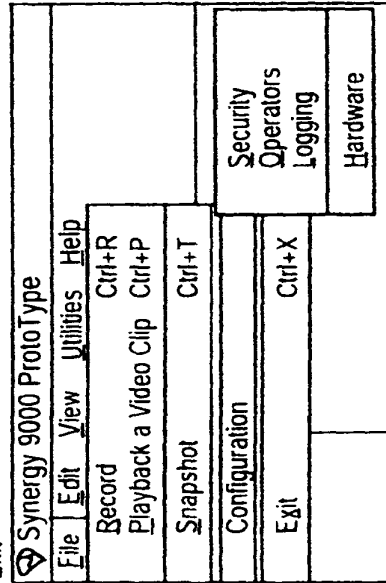 Synergy 9000 ProtoType
File Edit View Utilities Help
Record Ctrl+R
Playback a Video Clip Ctrl+P
Snapshot Ctrl+T
Configuration
Exit Ctrl+X
Security
Operators
Logging
Hardware